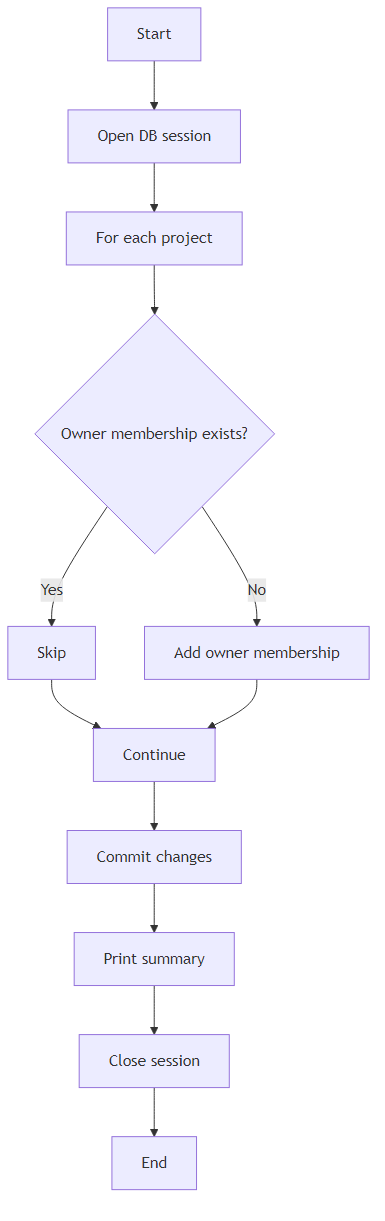 Start
Open DB session
For each project
Owner membership exists?
Yes
No
Skip
Add owner membership
Continue
Commit changes
Print summary
Close session
End